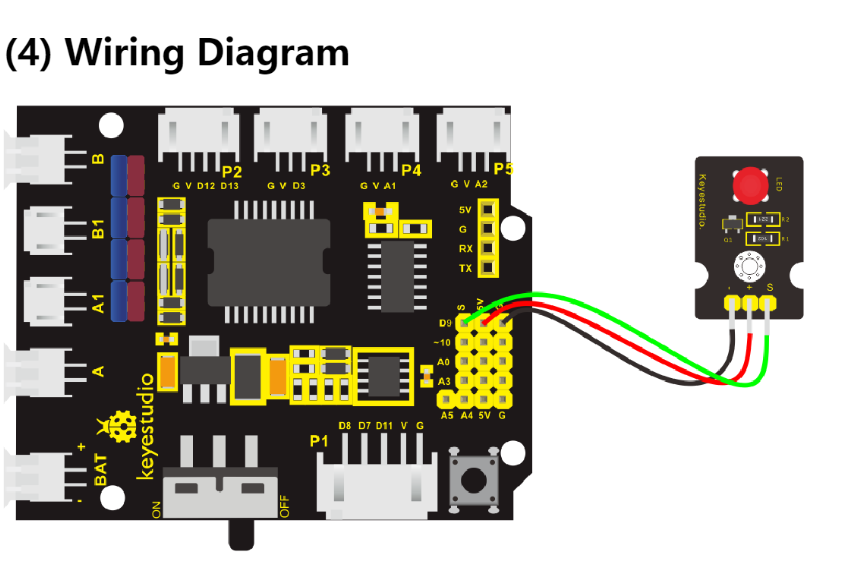 (4) Wiring Diagram
P2
P3
P4
P5
G V D12 D13
G V D3
G V A1
G V A2
B
B1
A1
A
BAT
+
-
5V
G
RX
TX
S
5V
G
D9
~10
A0
A3
A5 A4 5V G
keyestudio
P1
D8 D7 D11 V G
ON
OFF
Keyestudio.
LED
R2
R1
Q1
- + S